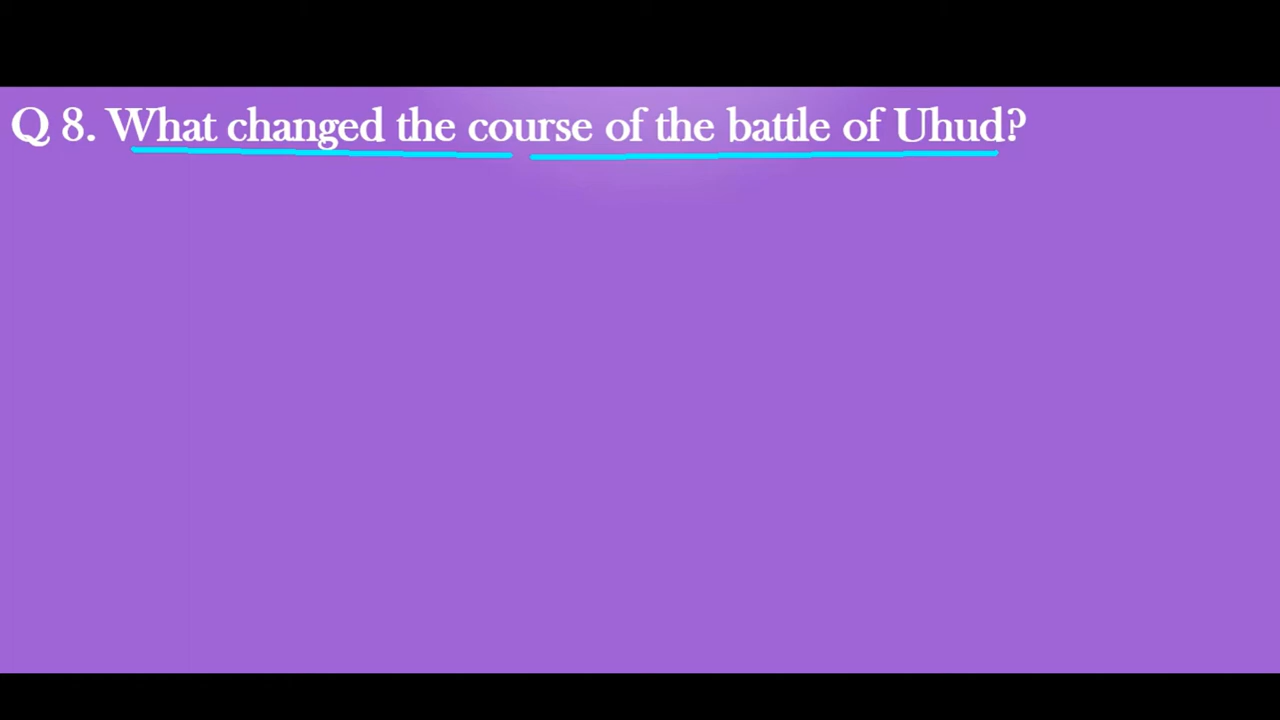 Q 8. What changed the course of the battle of Uhud?